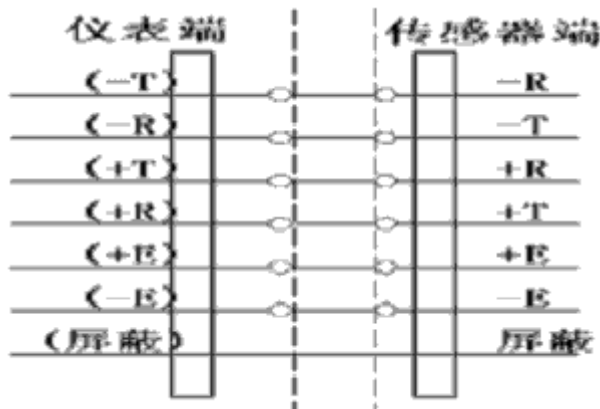 仪表端 传感器端
(－T) －R
(－R) －T
(＋T) ＋R
(＋R) ＋T
(＋E) ＋E
(－E) －E
(屏蔽) 屏蔽